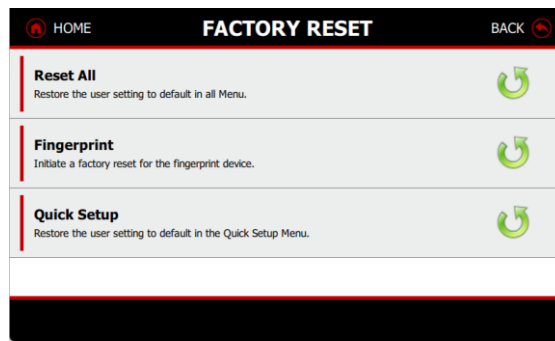 HOME FACTORY RESET BACK
Reset All
Restore the user setting to default in all Menu.
Fingerprint
Initiate a factory reset for the fingerprint device.
Quick Setup
Restore the user setting to default in the Quick Setup Menu.